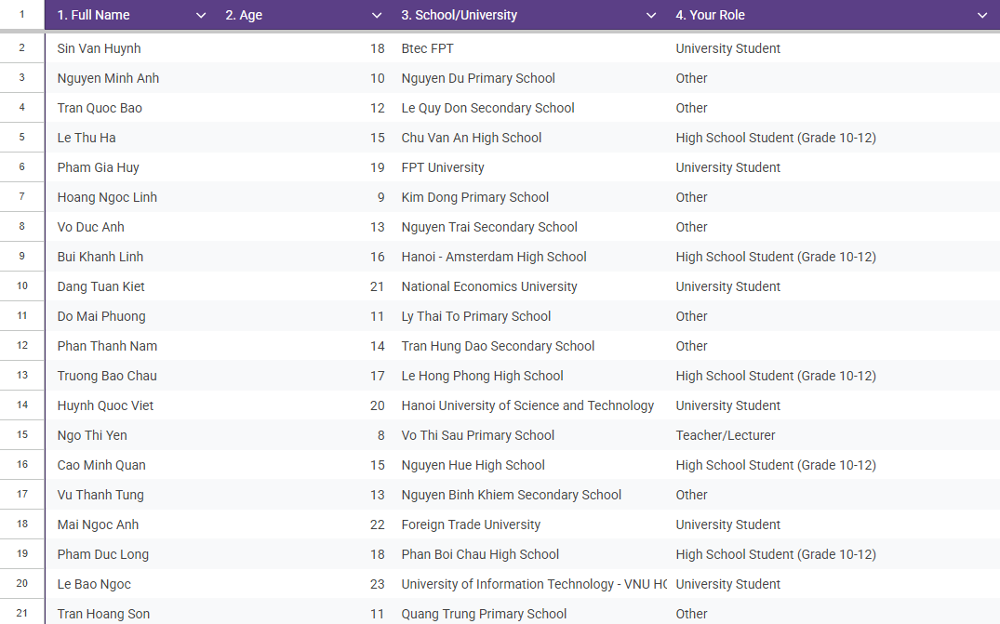 1 1. Full Name 2. Age 3. School/University 4. Your Role
2 Sin Van Huynh 18 Btec FPT University Student
3 Nguyen Minh Anh 10 Nguyen Du Primary School Other
4 Tran Quoc Bao 12 Le Quy Don Secondary School Other
5 Le Thu Ha 15 Chu Van An High School High School Student (Grade 10-12)
6 Pham Gia Huy 19 FPT University University Student
7 Hoang Ngoc Linh 9 Kim Dong Primary School Other
8 Vo Duc Anh 13 Nguyen Trai Secondary School Other
9 Bui Khanh Linh 16 Hanoi - Amsterdam High School High School Student (Grade 10-12)
10 Dang Tuan Kiet 21 National Economics University University Student
11 Do Mai Phuong 11 Ly Thai To Primary School Other
12 Phan Thanh Nam 14 Tran Hung Dao Secondary School Other
13 Truong Bao Chau 17 Le Hong Phong High School High School Student (Grade 10-12)
14 Huynh Quoc Viet 20 Hanoi University of Science and Technology University Student
15 Ngo Thi Yen 8 Vo Thi Sau Primary School Teacher/Lecturer
16 Cao Minh Quan 15 Nguyen Hue High School High School Student (Grade 10-12)
17 Vu Thanh Tung 13 Nguyen Binh Khiem Secondary School Other
18 Mai Ngoc Anh 22 Foreign Trade University University Student
19 Pham Duc Long 18 Phan Boi Chau High School High School Student (Grade 10-12)
20 Le Bao Ngoc 23 University of Information Technology - VNU University Student
21 Tran Hoang Son 11 Quang Trung Primary School Other